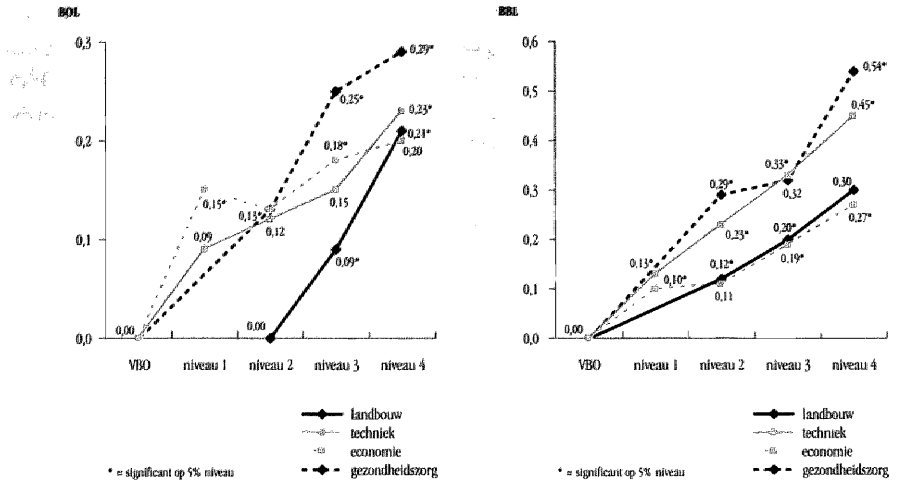 BOL
0,3
0,2
0,1
0,0
0,29*
0,25*
0,23*
0,21*
0,20
0,18*
0,15*
0,15
0,13*
0,12
0,09
0,09*
0,00
0,00
VBO niveau 1 niveau 2 niveau 3 niveau 4
landbouw
techniek
economie
gezondheidszorg
* = significant op 5% niveau
BBL
0,6
0,5
0,4
0,3
0,2
0,1
0,0
0,54*
0,45*
0,33*
0,32
0,30
0,29*
0,27*
0,23*
0,20*
0,19*
0,13*
0,12*
0,11
0,10*
0,00
VBO niveau 1 niveau 2 niveau 3 niveau 4
landbouw
techniek
economie
gezondheidszorg
* = significant op 5% niveau